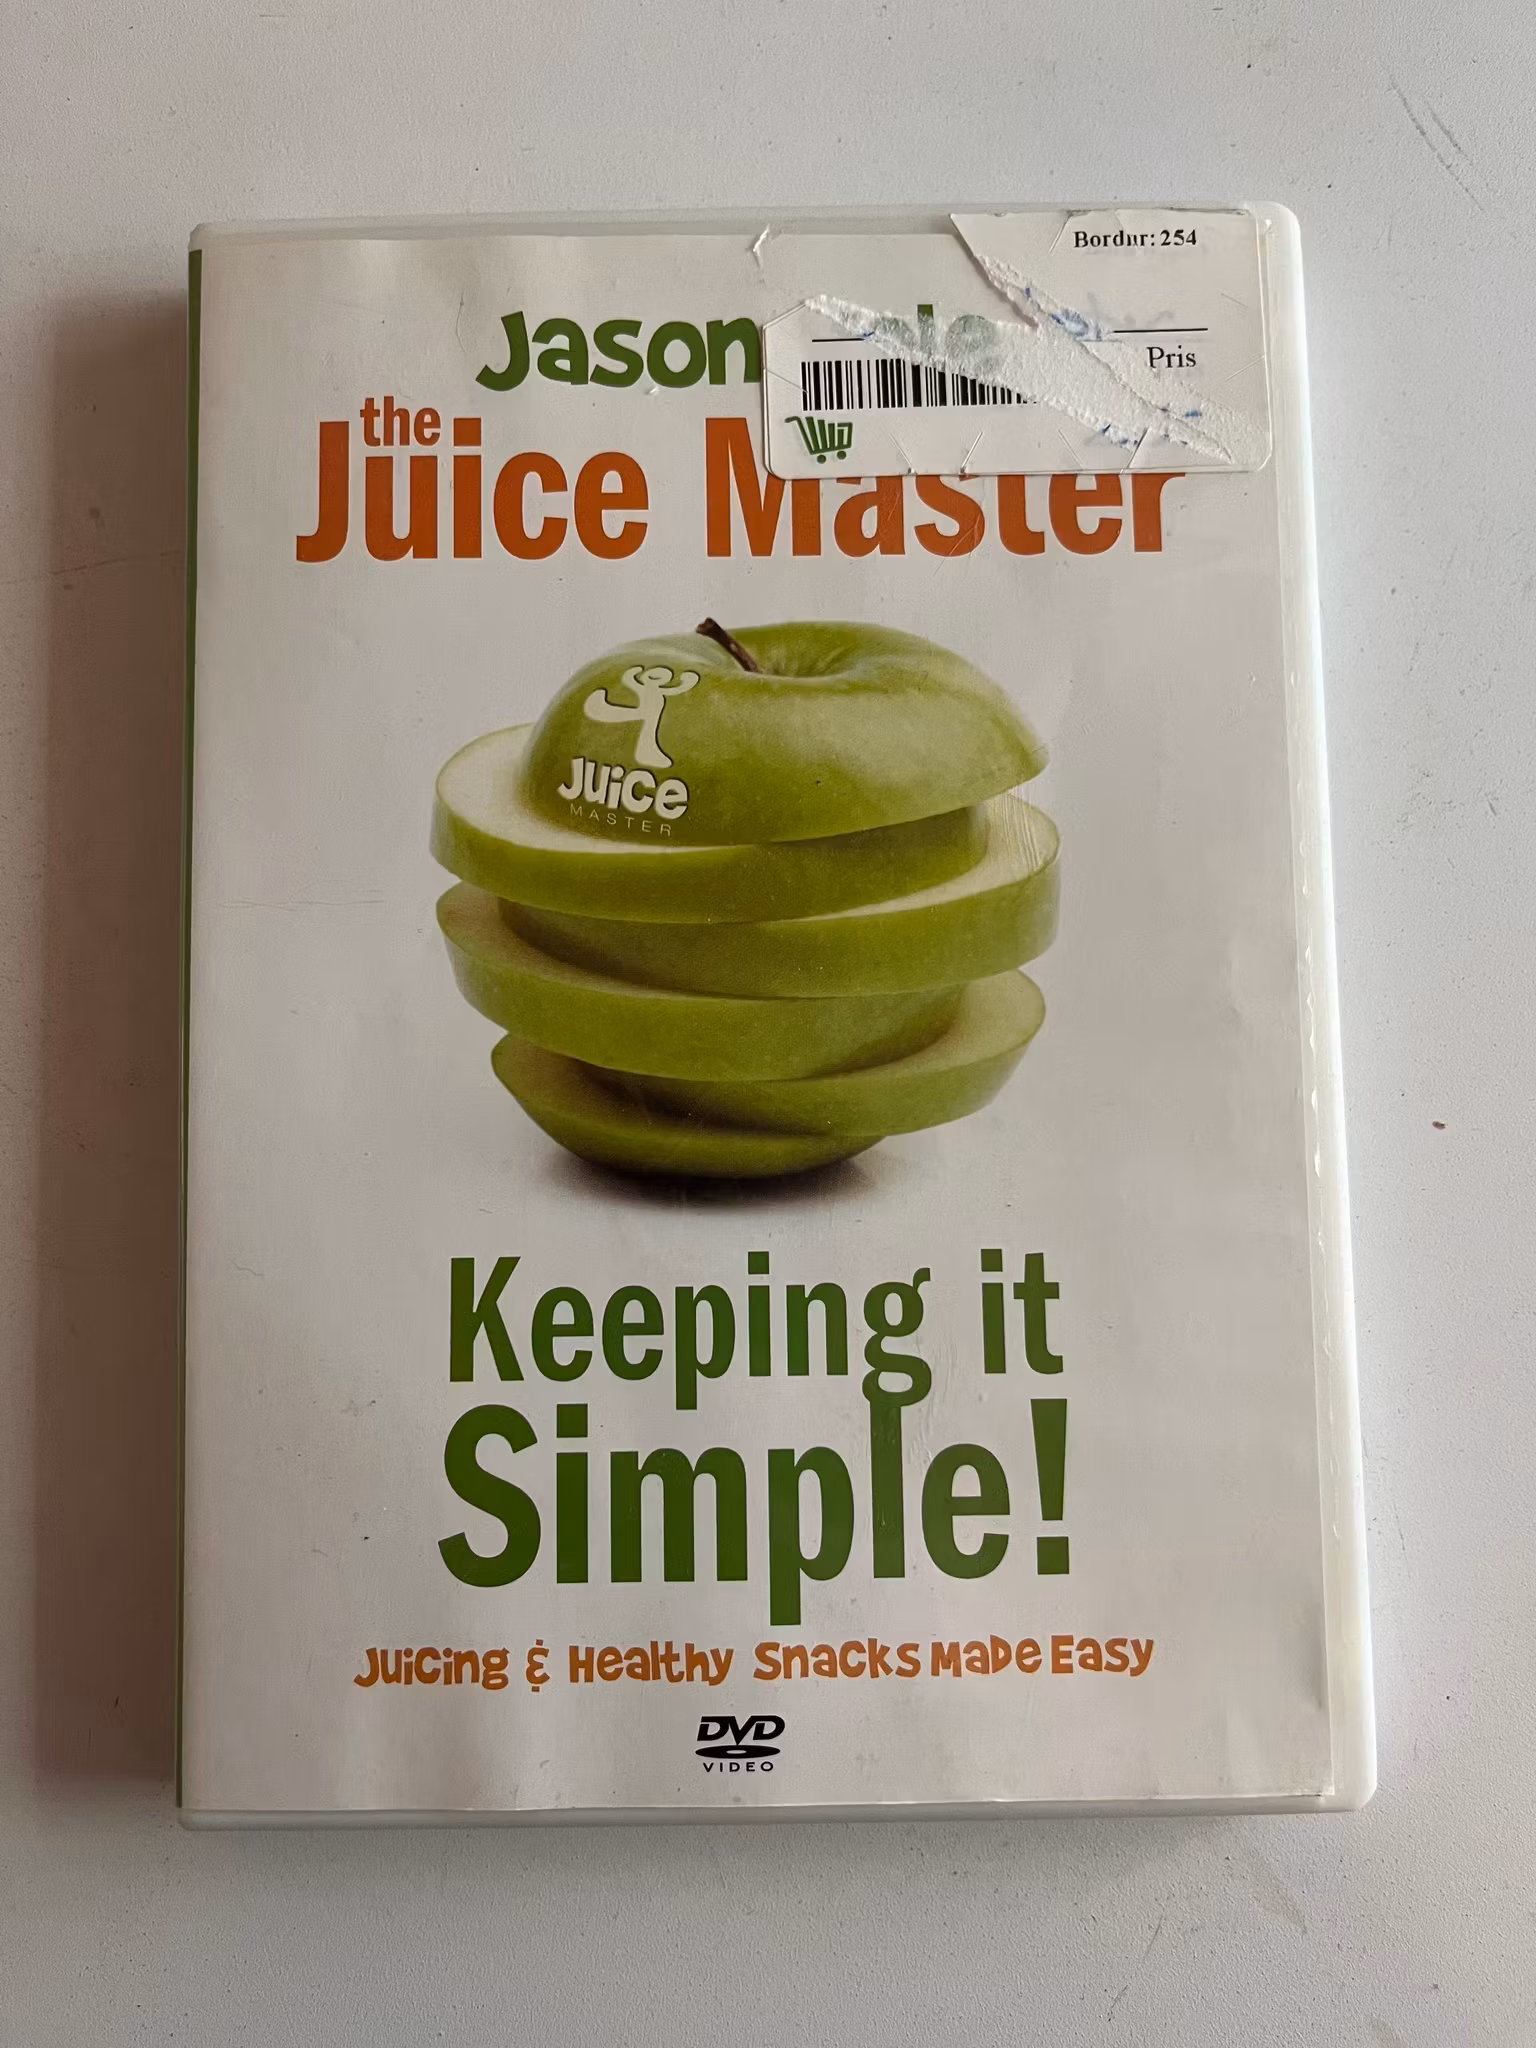 Bordnr: 254
Jason
Pris
the
Juice Master
JUICE
MASTER
Keeping it
Simple!
Juicing & Healthy Snacks Made Easy
DVD
VIDEO